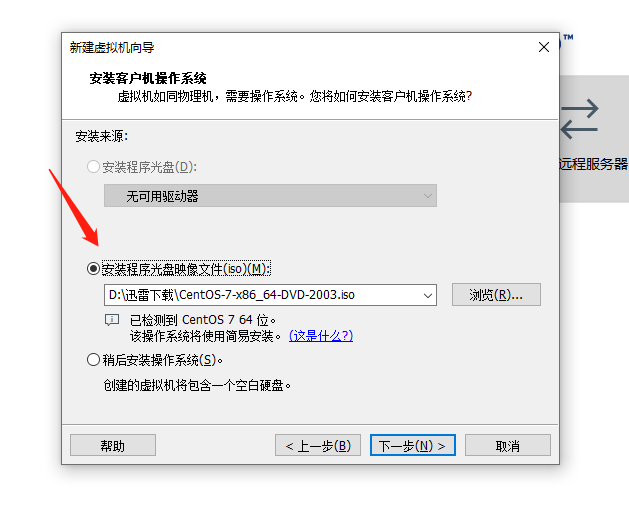 新建虚拟机向导
™
安装客户机操作系统
虚拟机如同物理机，需要操作系统。您将如何安装客户机操作系统?
安装来源:
安装程序光盘(D):
无可用驱动器
远程服务器
安装程序光盘映像文件(iso)(M):
D:\迅雷下载\CentOS-7-x86_64-DVD-2003.iso
浏览(R)...
已检测到 CentOS 7 64 位。
该操作系统将使用简易安装。 (这是什么?)
稍后安装操作系统(S)。
创建的虚拟机将包含一个空白硬盘。
帮助
< 上一步(B)
下一步(N) >
取消